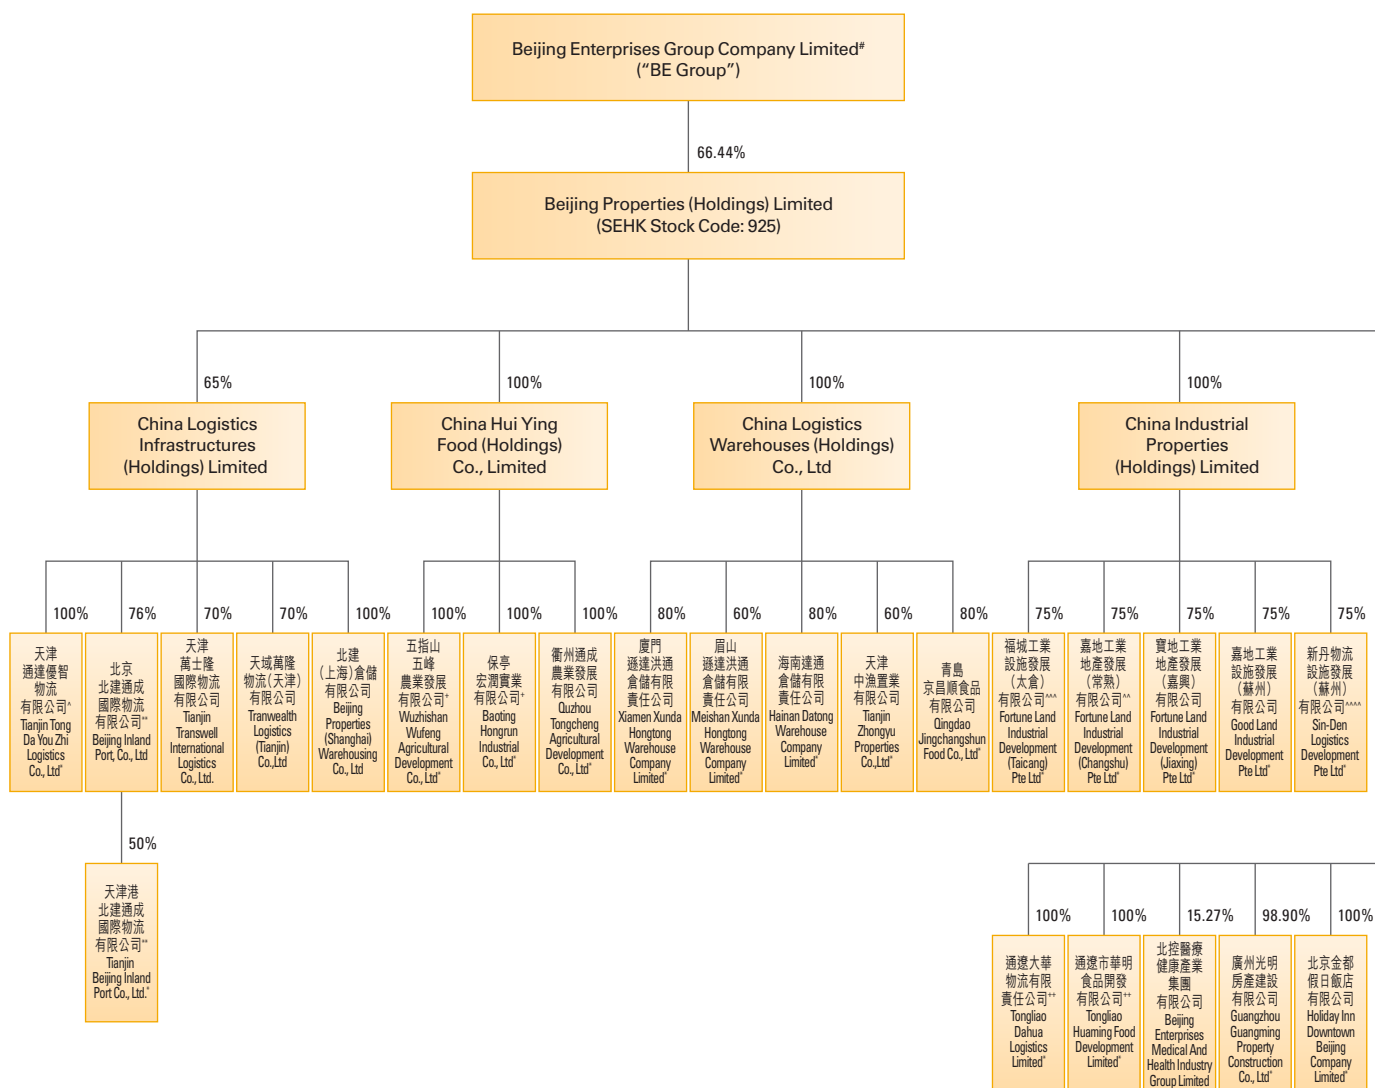 Beijing Enterprises Group Company Limited#
(“BE Group”)
66.44%
Beijing Properties (Holdings) Limited
(SEHK Stock Code: 925)
65%
100%
100%
100%
China Logistics
Infrastructures
(Holdings) Limited
China Hui Ying
Food (Holdings)
Co., Limited
China Logistics
Warehouses (Holdings)
Co., Ltd
China Industrial
Properties
(Holdings) Limited
100%
76%
70%
70%
100%
100%
100%
100%
80%
60%
80%
60%
80%
75%
75%
75%
75%
75%
天津
通達優智
物流
有限公司^
Tianjin Tong
Da You Zhi
Logistics
Co., Ltd*
北京
北建通成
國際物流
有限公司**
Beijing Inland
Port, Co., Ltd
天津
萬士隆
國際物流
有限公司
Tianjin
Transwell
International
Logistics
Co., Ltd.
天域萬隆
物流(天津)
有限公司
Tranwealth
Logistics
(Tianjin)
Co.,Ltd
北建
(上海)倉儲
有限公司
Beijing
Properties
(Shanghai)
Warehousing
Co., Ltd
五指山
五峰
農業發展
有限公司+
Wuzhishan
Wufeng
Agricultural
Development
Co., Ltd*
保亭
宏潤實業
有限公司+
Baoting
Hongrun
Industrial
Co., Ltd*
衢州通成
農業發展
有限公司
Quzhou
Tongcheng
Agricultural
Development
Co., Ltd*
廈門
遜達洪通
倉儲有限
責任公司
Xiamen Xunda
Hongtong
Warehouse
Company
Limited*
眉山
遜達洪通
倉儲有限
責任公司
Meishan Xunda
Hongtong
Warehouse
Company
Limited*
海南達通
倉儲有限
責任公司
Hainan Datong
Warehouse
Company
Limited*
天津
中漁置業
有限公司
Tianjin
Zhongyu
Properties
Co.,Ltd*
青島
京昌順食品
有限公司
Qingdao
Jingchangshun
Food Co., Ltd*
福城工業
設施發展
(太倉)
有限公司^^^
Fortune Land
Industrial
Development
(Taicang)
Pte Ltd*
嘉地工業
地產發展
(常熟)
有限公司^^
Fortune Land
Industrial
Development
(Changshu)
Pte Ltd*
寶地工業
地產發展
(嘉興)
有限公司
Fortune Land
Industrial
Development
(Jiaxing)
Pte Ltd*
嘉地工業
設施發展
(蘇州)
有限公司
Good Land
Industrial
Development
Pte Ltd*
新丹物流
設施發展
(蘇州)
有限公司^^^^
Sin-Den
Logistics
Development
Pte Ltd*
50%
天津港
北建通成
國際物流
有限公司**
Tianjin
Beijing Inland
Port Co., Ltd.*
100%
100%
15.27%
98.90%
100%
通遼大華
物流有限
責任公司++
Tongliao
Dahua
Logistics
Limited*
通遼市華明
食品開發
有限公司++
Tongliao
Huaming Food
Development
Limited*
北控醫療
健康產業
集團
有限公司
Beijing
Enterprises
Medical And
Health Industry
Group Limited
廣州光明
房產建設
有限公司
Guangzhou
Guangming
Property
Construction
Co., Ltd*
北京金都
假日飯店
有限公司
Holiday Inn
Downtown
Beijing
Company
Limited*